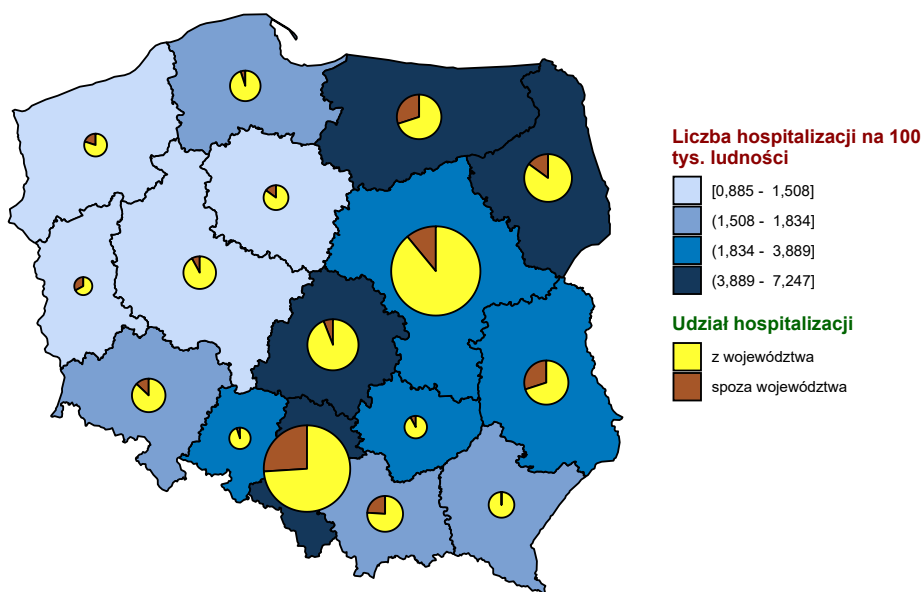 Liczba hospitalizacji na 100
tys. ludności
[0,885 - 1,508]
(1,508 - 1,834]
(1,834 - 3,889]
(3,889 - 7,247]
Udział hospitalizacji
z województwa
spoza województwa